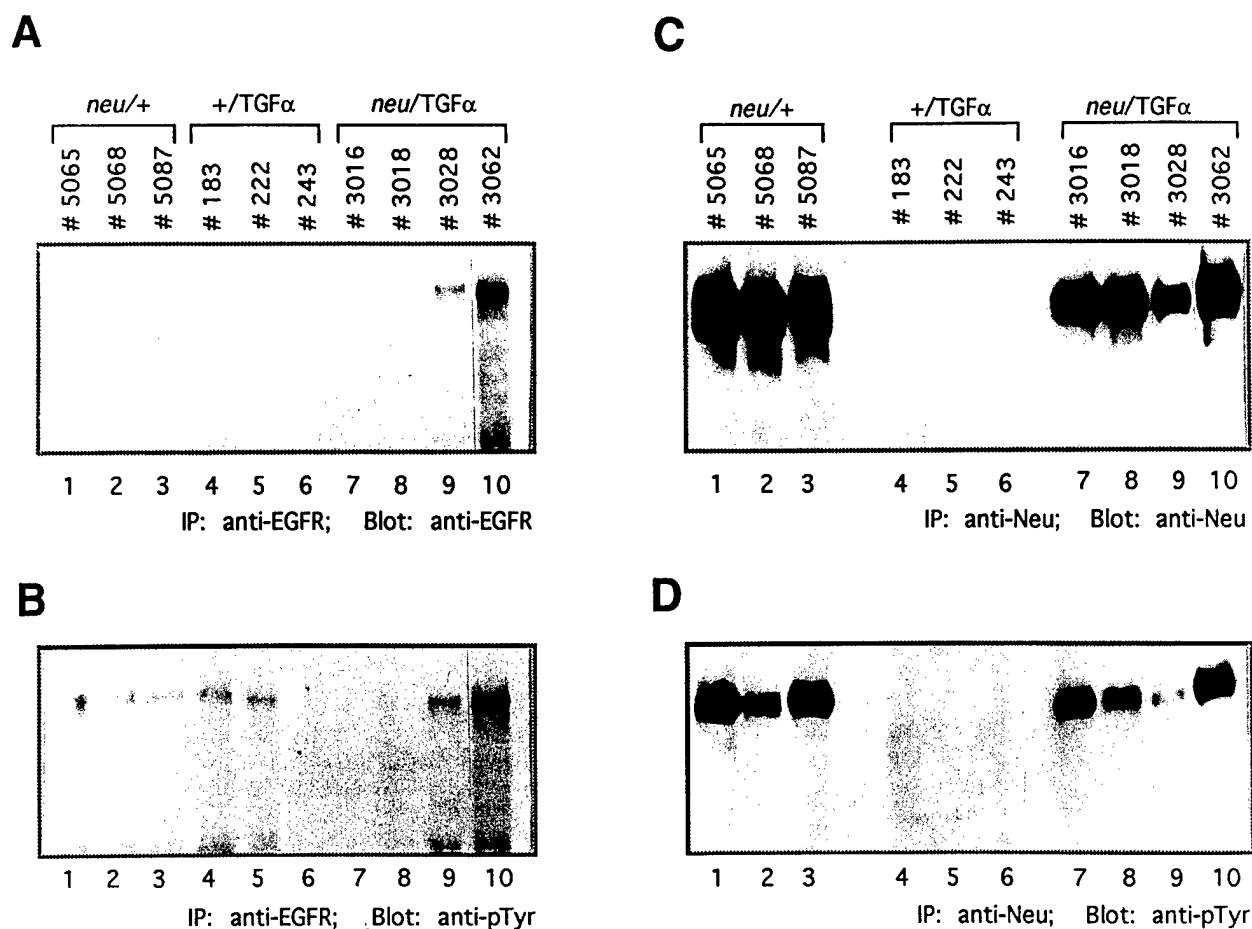 A
neu/+ +/TGFα neu/TGFα
# 5065 # 5068 # 5087 # 183 # 222 # 243 # 3016 # 3018 # 3028 # 3062
1 2 3 4 5 6 7 8 9 10
IP: anti-EGFR; Blot: anti-EGFR
B
1 2 3 4 5 6 7 8 9 10
IP: anti-EGFR; Blot: anti-pTyr
C
neu/+ +/TGFα neu/TGFα
# 5065 # 5068 # 5087 # 183 # 222 # 243 # 3016 # 3018 # 3028 # 3062
1 2 3 4 5 6 7 8 9 10
IP: anti-Neu; Blot: anti-Neu
D
1 2 3 4 5 6 7 8 9 10
IP: anti-Neu; Blot: anti-pTyr